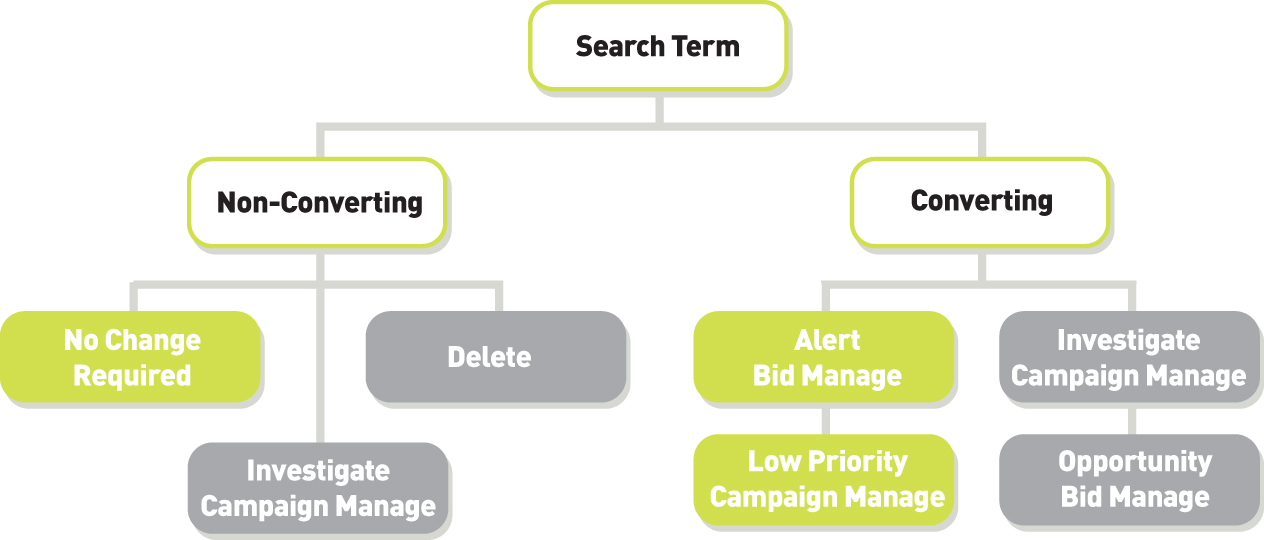 Search Term
Non-Converting
Converting
No Change
Required
Delete
Investigate
Campaign Manage
Alert
Bid Manage
Investigate
Campaign Manage
Low Priority
Campaign Manage
Opportunity
Bid Manage